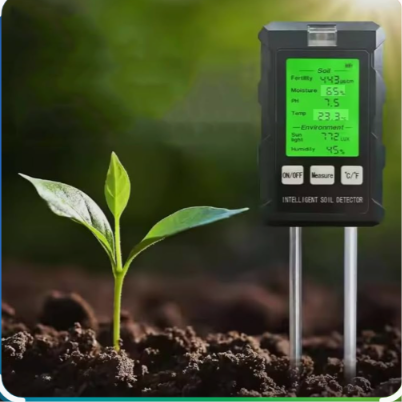 Soil
Fertility 443
Moisture 65%
PH 7.5
Temp 23.3
Environment
Sun light 772
Humidity 45%
ON/OFF Measure °C/°F
INTELLIGENT SOIL DETECTOR